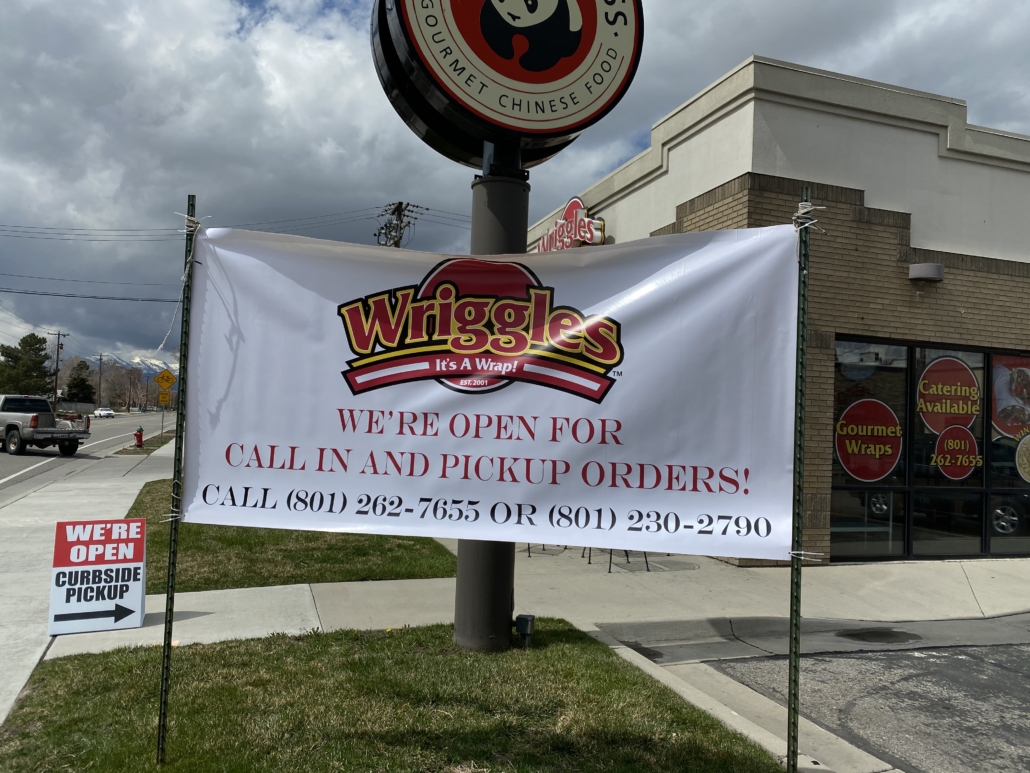 GOURMET CHINESE FOOD
Wriggles
Wriggles
It's A Wrap!
EST. 2001
TM
WE'RE OPEN FOR
CALL IN AND PICKUP ORDERS!
CALL (801) 262-7655 OR (801) 230-2790
WE'RE
OPEN
CURBSIDE
PICKUP
Gourmet
Wraps
Catering
Available
(801)
262-7655